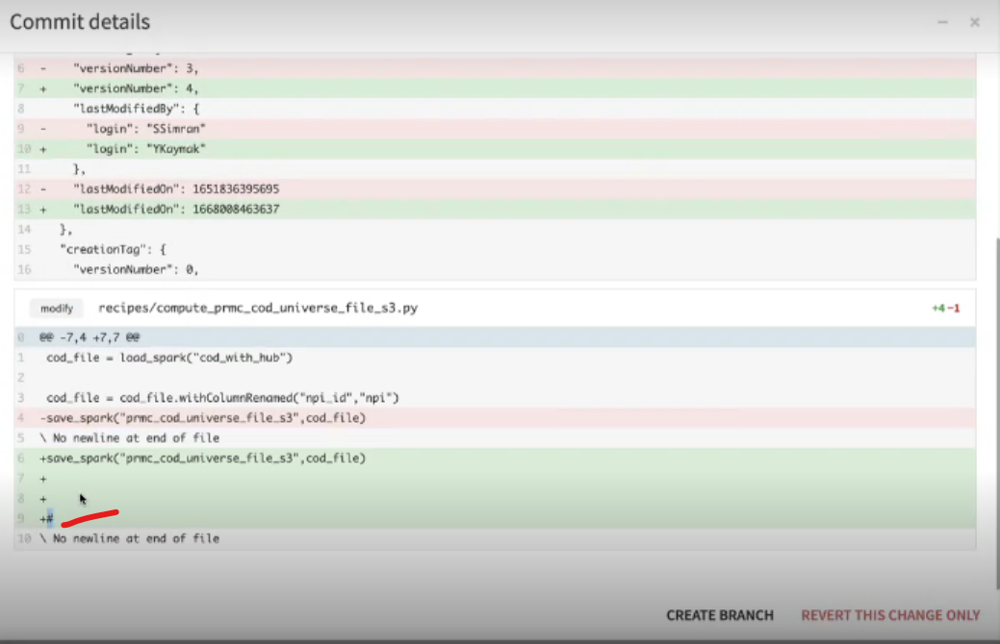 Commit details
6 - "versionNumber": 3,
7 + "versionNumber": 4,
8 "lastModifiedBy": {
9 - "login": "SSimran"
10 + "login": "YKaymak"
11 },
12 - "lastModifiedOn": 1651836395695
13 + "lastModifiedOn": 1668008463637
14 },
15 "creationTag": {
16 "versionNumber": 0,
modify recipes/compute_prmc_cod_universe_file_s3.py +4 -1
0 @@ -7,4 +7,7 @@
1 cod_file = load_spark("cod_with_hub")
2
3 cod_file = cod_file.withColumnRenamed("npi_id","npi")
4 -save_spark("prmc_cod_universe_file_s3",cod_file)
5 \ No newline at end of file
6 +save_spark("prmc_cod_universe_file_s3",cod_file)
7 +
8 +
9 +#
10 \ No newline at end of file
CREATE BRANCH REVERT THIS CHANGE ONLY